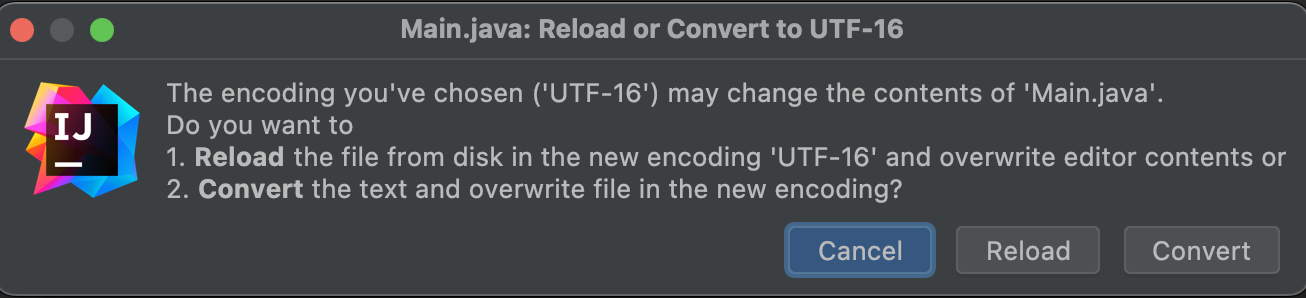 Main.java: Reload or Convert to UTF-16
IJ
The encoding you've chosen ('UTF-16') may change the contents of 'Main.java'.
Do you want to
1. Reload the file from disk in the new encoding 'UTF-16' and overwrite editor contents or
2. Convert the text and overwrite file in the new encoding?
Cancel Reload Convert